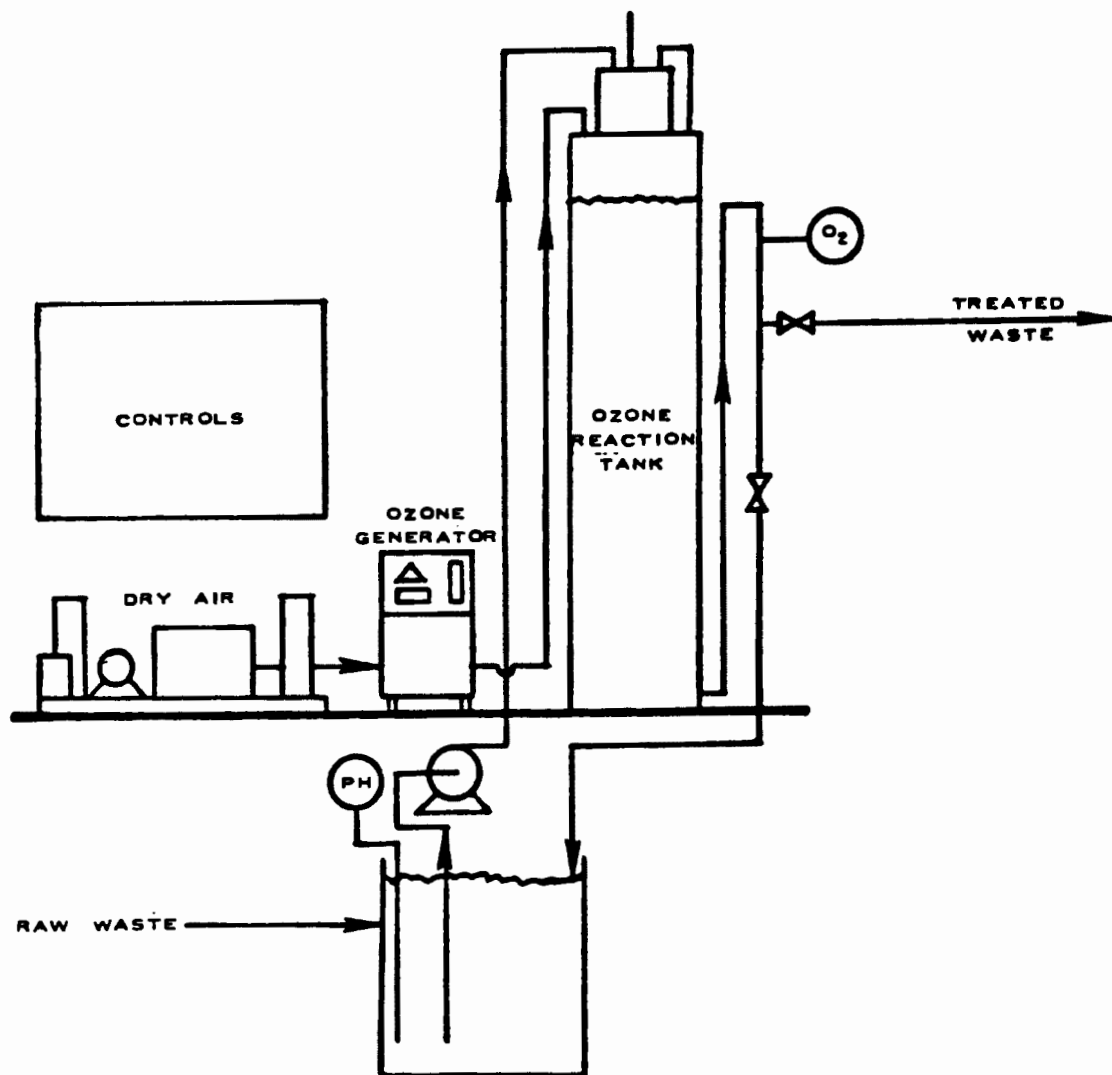 O2
TREATED
WASTE
CONTROLS
OZONE
REACTION
TANK
OZONE
GENERATOR
DRY AIR
PH
RAW WASTE